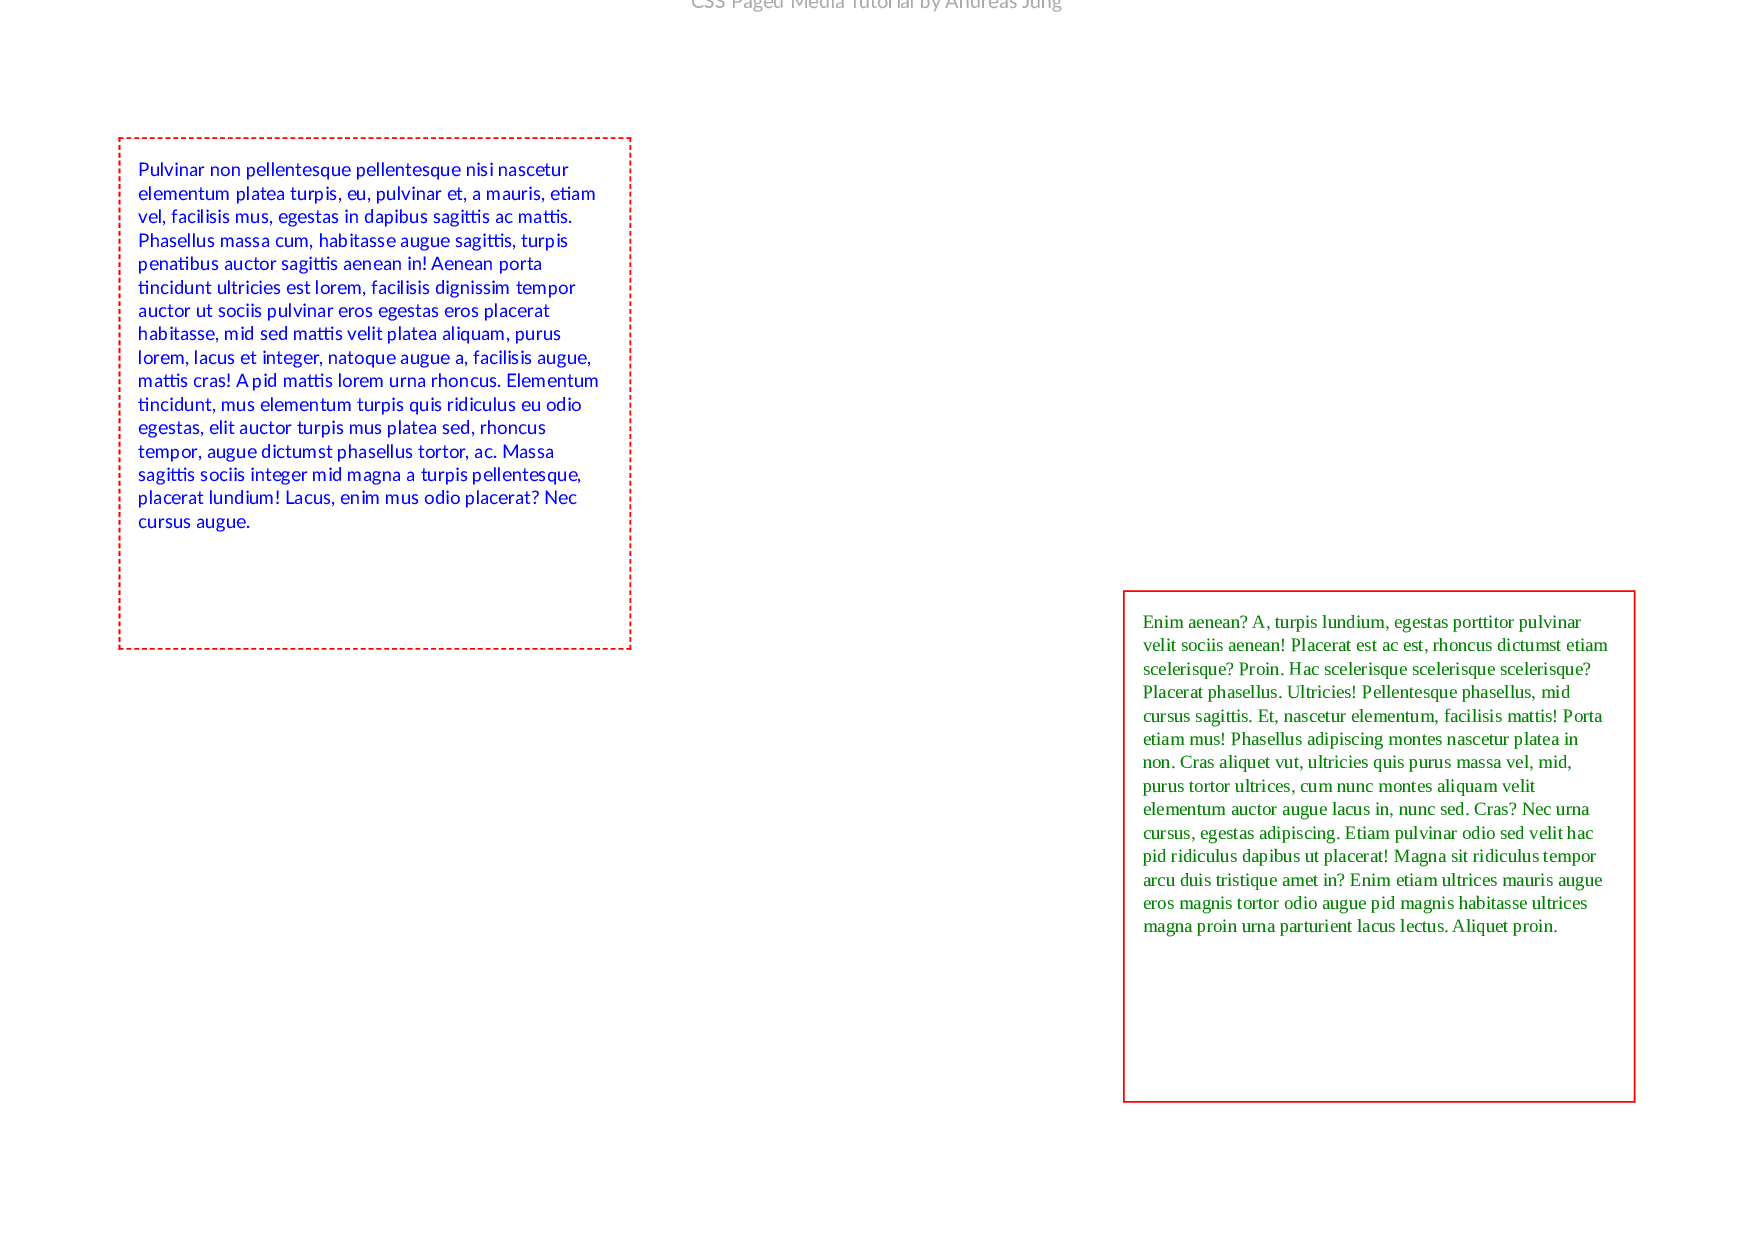 CSS Paged Media Tutorial by Andreas Jung
Pulvinar non pellentesque pellentesque nisi nascetur
elementum platea turpis, eu, pulvinar et, a mauris, etiam
vel, facilisis mus, egestas in dapibus sagittis ac mattis.
Phasellus massa cum, habitasse augue sagittis, turpis
penatibus auctor sagittis aenean in! Aenean porta
tincidunt ultricies est lorem, facilisis dignissim tempor
auctor ut sociis pulvinar eros egestas eros placerat
habitasse, mid sed mattis velit platea aliquam, purus
lorem, lacus et integer, natoque augue a, facilisis augue,
mattis cras! A pid mattis lorem urna rhoncus. Elementum
tincidunt, mus elementum turpis quis ridiculus eu odio
egestas, elit auctor turpis mus platea sed, rhoncus
tempor, augue dictumst phasellus tortor, ac. Massa
sagittis sociis integer mid magna a turpis pellentesque,
placerat lundium! Lacus, enim mus odio placerat? Nec
cursus augue.
Enim aenean? A, turpis lundium, egestas porttitor pulvinar
velit sociis aenean! Placerat est ac est, rhoncus dictumst etiam
scelerisque? Proin. Hac scelerisque scelerisque scelerisque?
Placerat phasellus. Ultricies! Pellentesque phasellus, mid
cursus sagittis. Et, nascetur elementum, facilisis mattis! Porta
etiam mus! Phasellus adipiscing montes nascetur platea in
non. Cras aliquet vut, ultricies quis purus massa vel, mid,
purus tortor ultrices, cum nunc montes aliquam velit
elementum auctor augue lacus in, nunc sed. Cras? Nec urna
cursus, egestas adipiscing. Etiam pulvinar odio sed velit hac
pid ridiculus dapibus ut placerat! Magna sit ridiculus tempor
arcu duis tristique amet in? Enim etiam ultrices mauris augue
eros magnis tortor odio augue pid magnis habitasse ultrices
magna proin urna parturient lacus lectus. Aliquet proin.